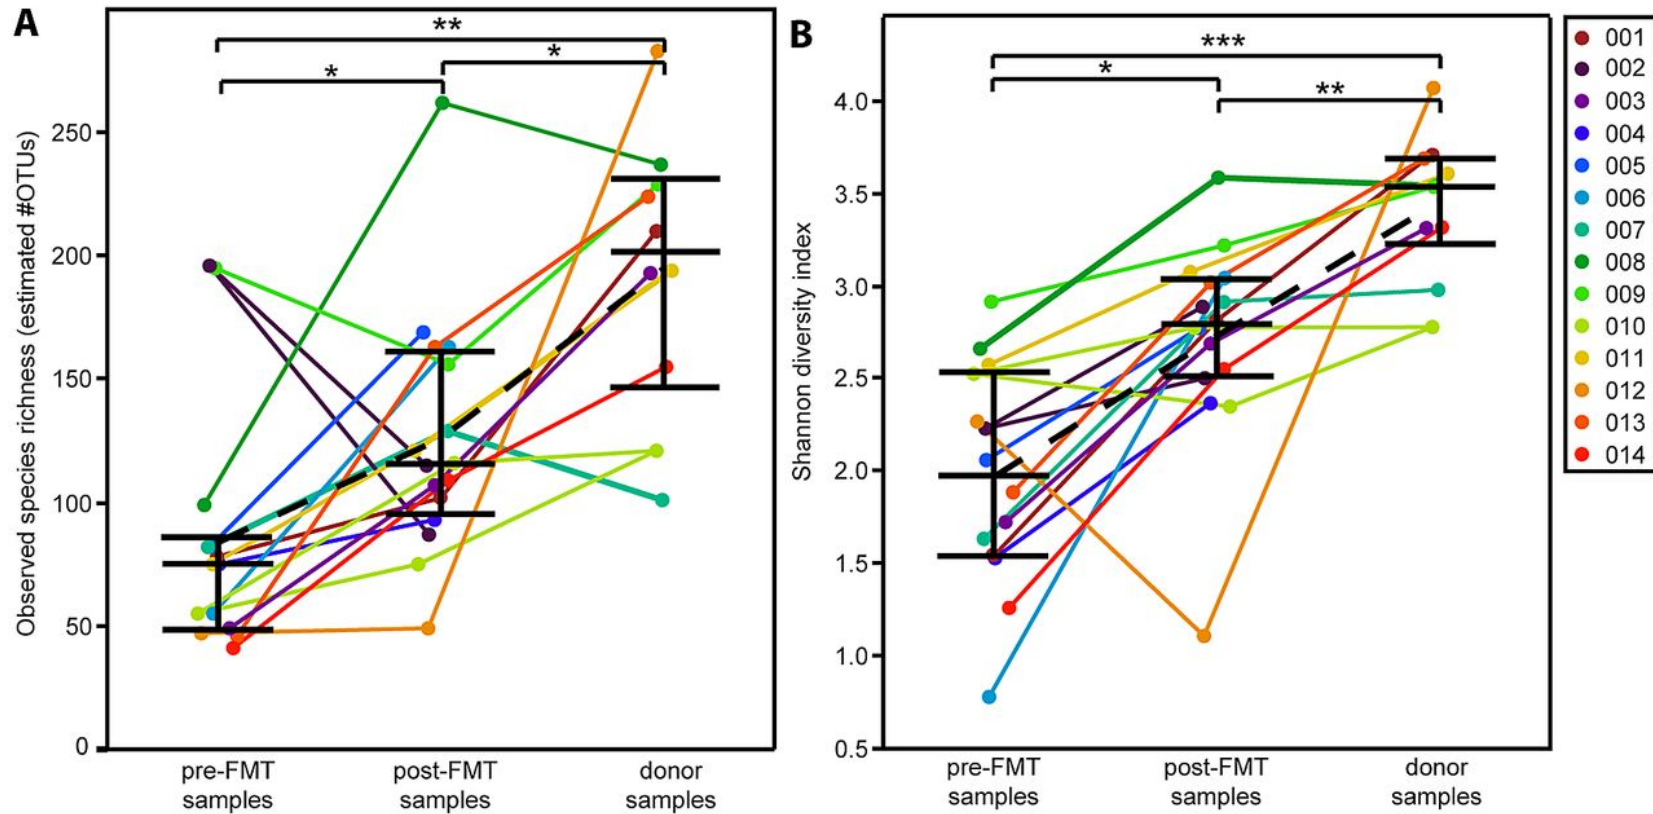 A
Observed species richness (estimated #OTUs)
250
200
150
100
50
0
**
*
*
pre-FMT
samples
post-FMT
samples
donor
samples
B
Shannon diversity index
4.0
3.5
3.0
2.5
2.0
1.5
1.0
0.5
***
*
**
pre-FMT
samples
post-FMT
samples
donor
samples
001
002
003
004
005
006
007
008
009
010
011
012
013
014